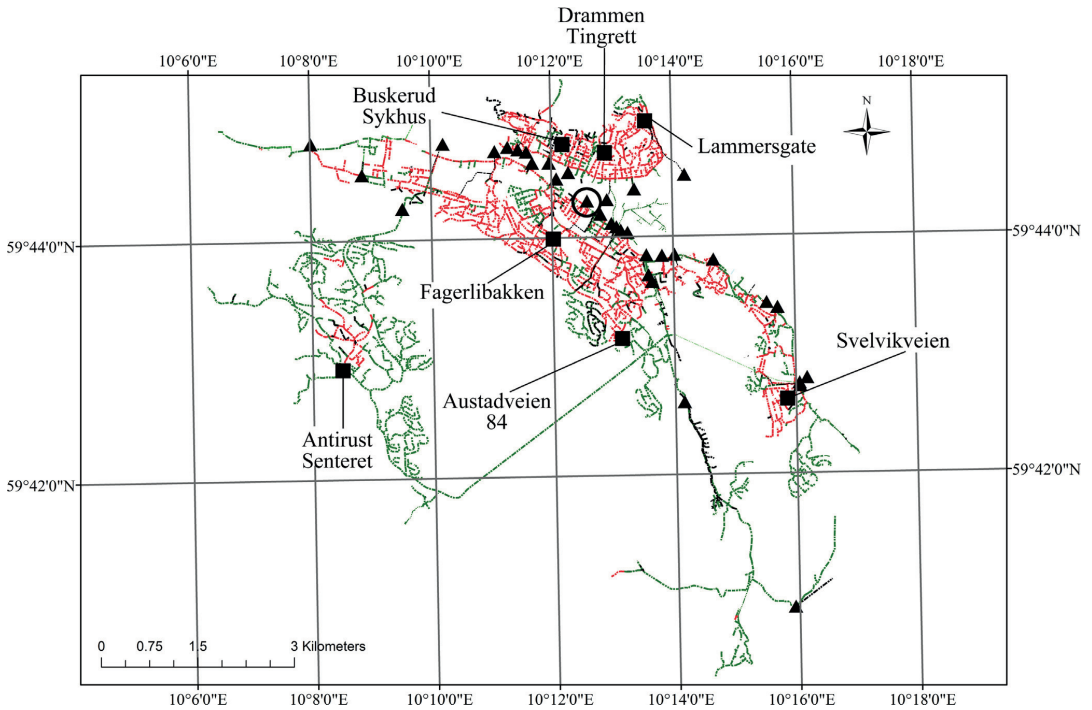 Drammen
Tingrett
10°6'0"E 10°8'0"E 10°10'0"E 10°12'0"E 10°14'0"E 10°16'0"E 10°18'0"E
Buskerud
Sykhus
N
Lammersgate
59°44'0"N 59°44'0"N
Fagerlibakken
Svelvikveien
Austadveien
84
Antirust
Senteret
59°42'0"N 59°42'0"N
0 0.75 1.5 3 Kilometers
10°6'0"E 10°8'0"E 10°10'0"E 10°12'0"E 10°14'0"E 10°16'0"E 10°18'0"E